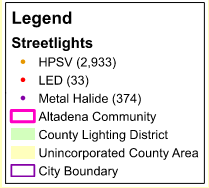 Legend
Streetlights
HPSV (2,933)
LED (33)
Metal Halide (374)
Altadena Community
County Lighting District
Unincorporated County Area
City Boundary